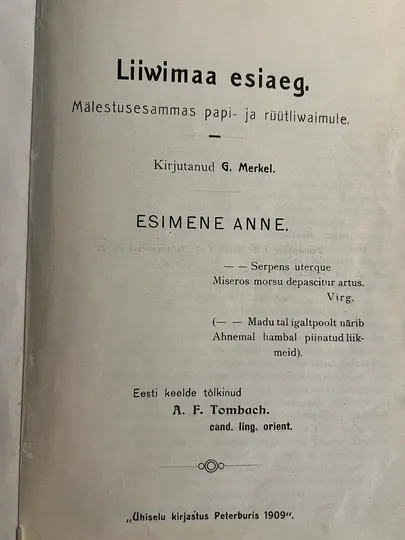 Liiwimaa esiaeg.
Mälestusesammas papi- ja rüütliwaimule.
Kirjutanud G. Merkel.
ESIMENE ANNE.
— — Serpens uterque
Miseros morsu depascitur artus.
Virg.
(— — Madu tal igaltpoolt närib
Ahnemal hambal piinatud liik-
meid).
Eesti keelde tõlkinud
A. F. Tombach.
cand. ling. orient.
„Ühiselu kirjastus Peterburis 1909“.